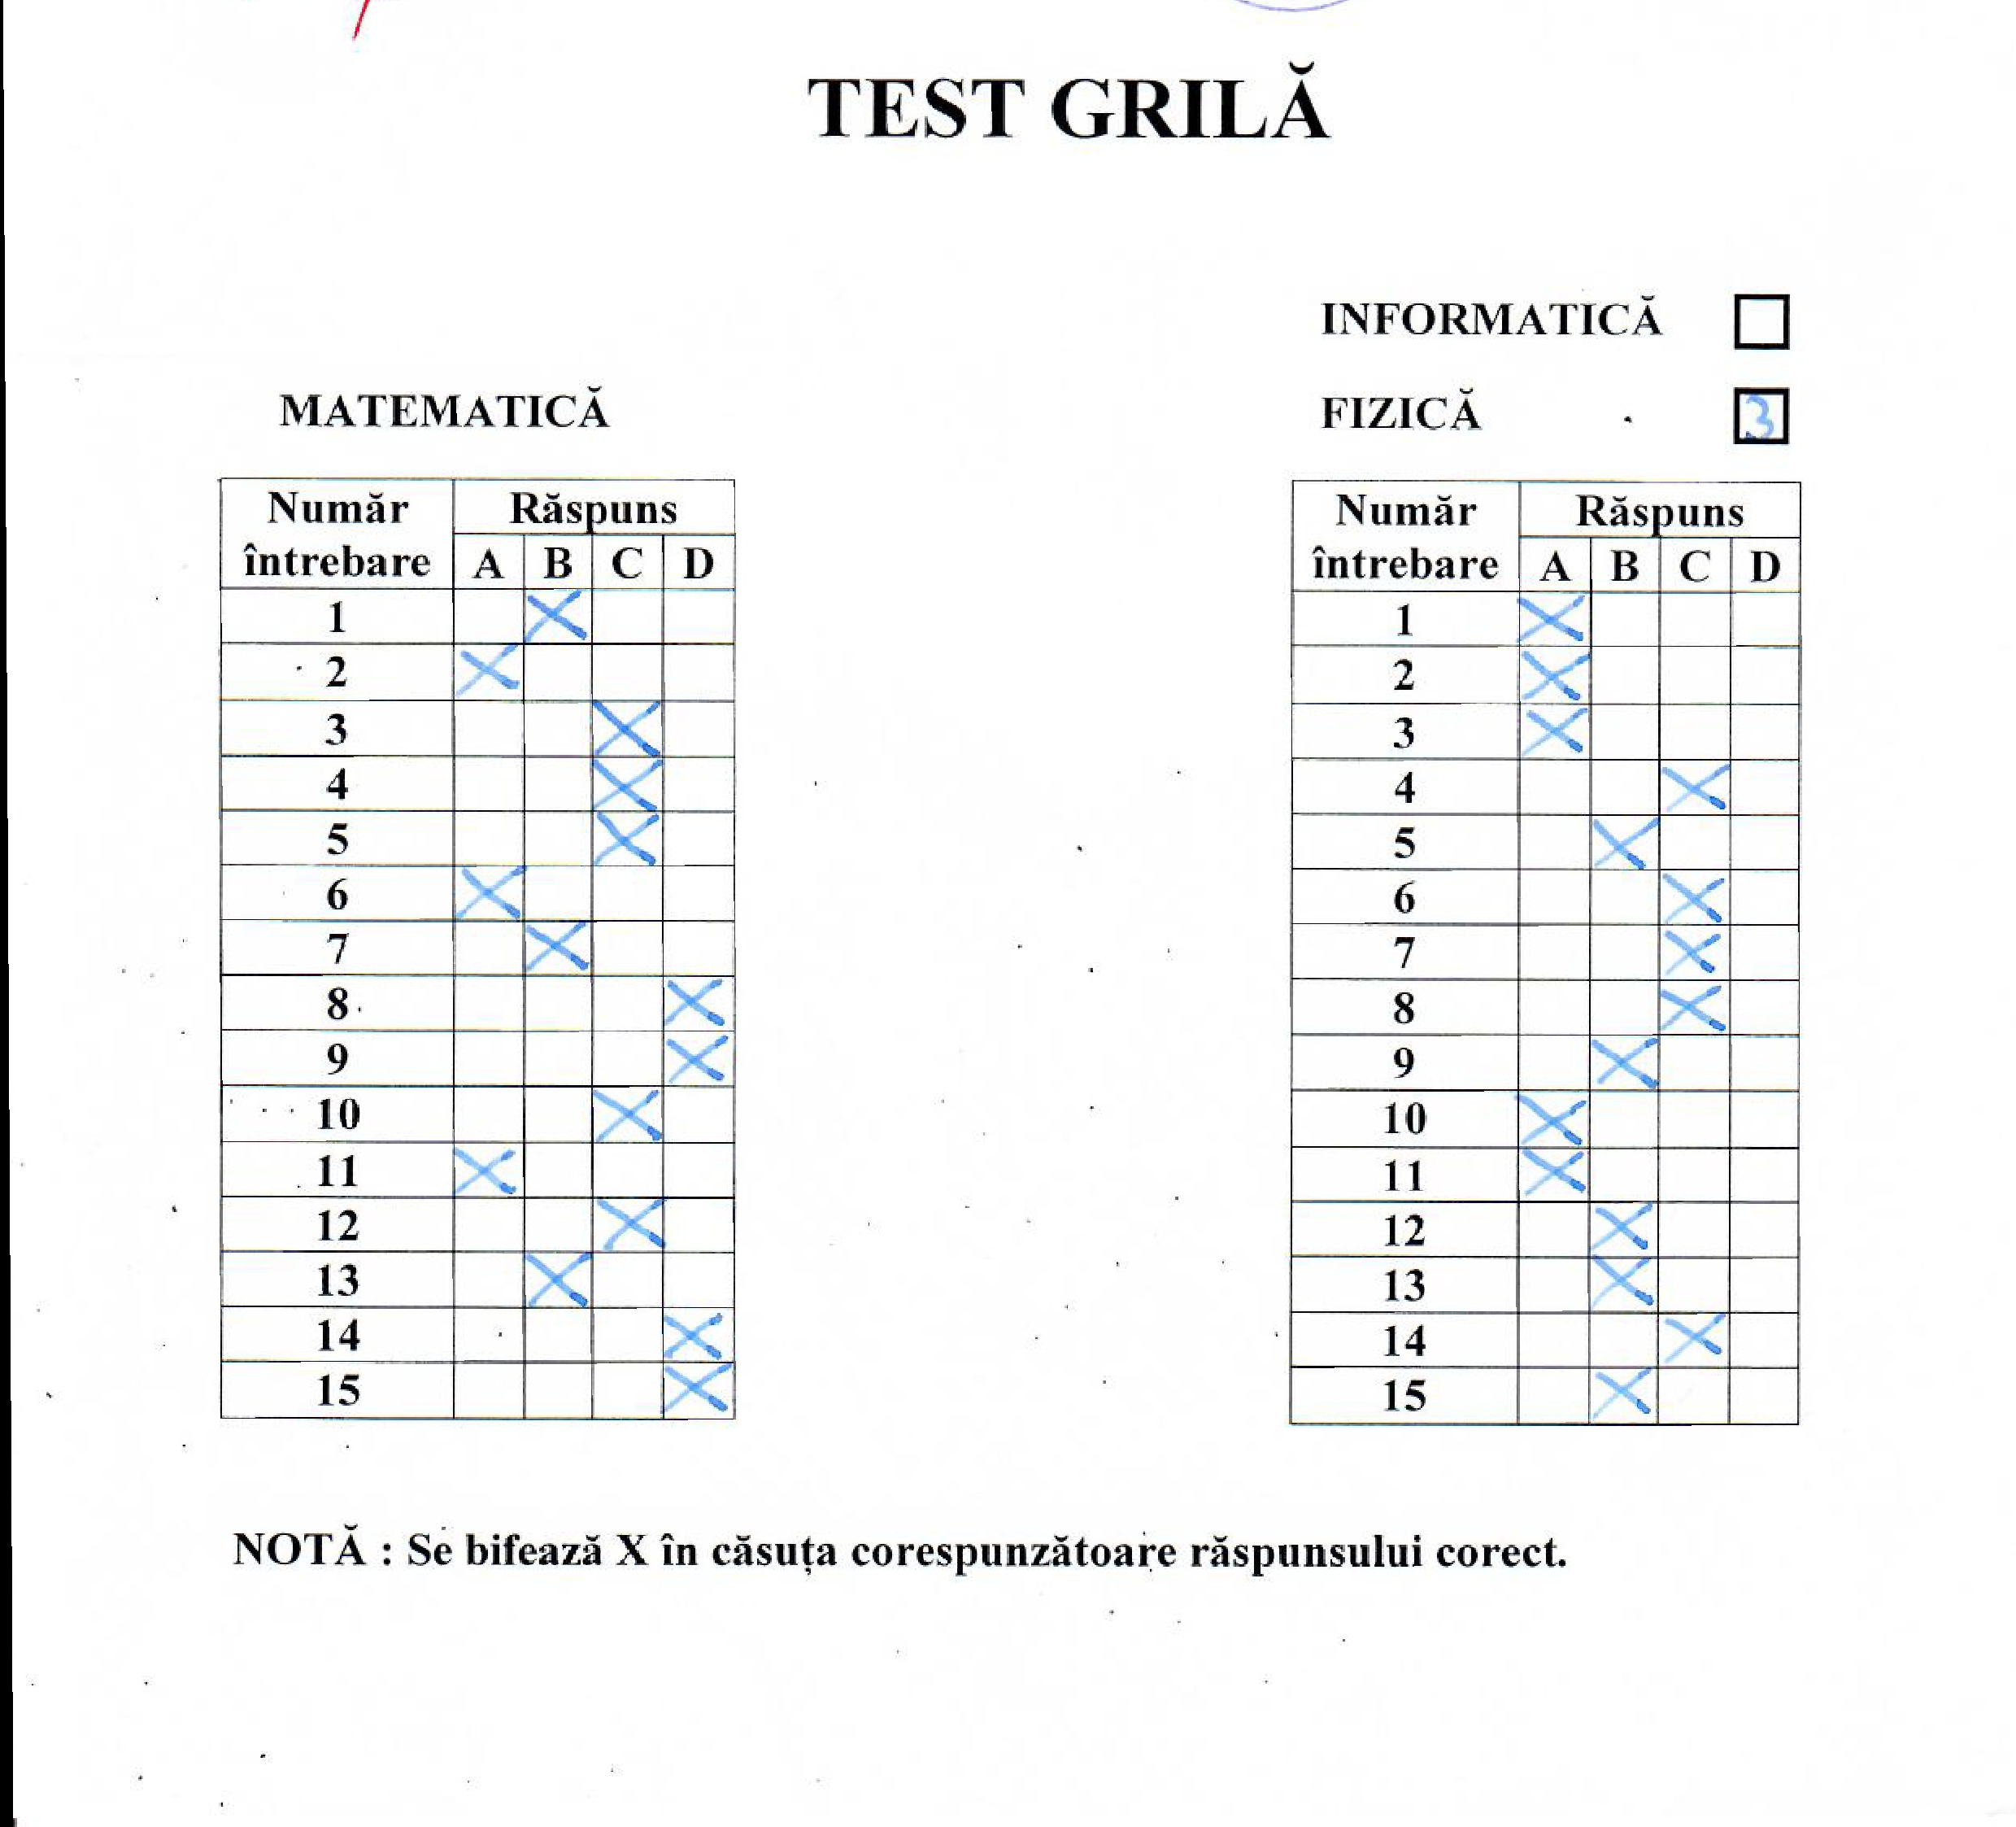 TEST GRILĂ
INFORMATICĂ
MATEMATICĂ
FIZICĂ 3
Număr întrebare Răspuns
A B C D
1 X
2 X
3 X
4 X
5 X
6 X
7 X
8 X
9 X
10 X
11 X
12 X
13 X
14 X
15 X
Număr întrebare Răspuns
A B C D
1 X
2 X
3 X
4 X
5 X
6 X
7 X
8 X
9 X
10 X
11 X
12 X
13 X
14 X
15 X
NOTĂ : Se bifează X în căsuța corespunzătoare răspunsului corect.